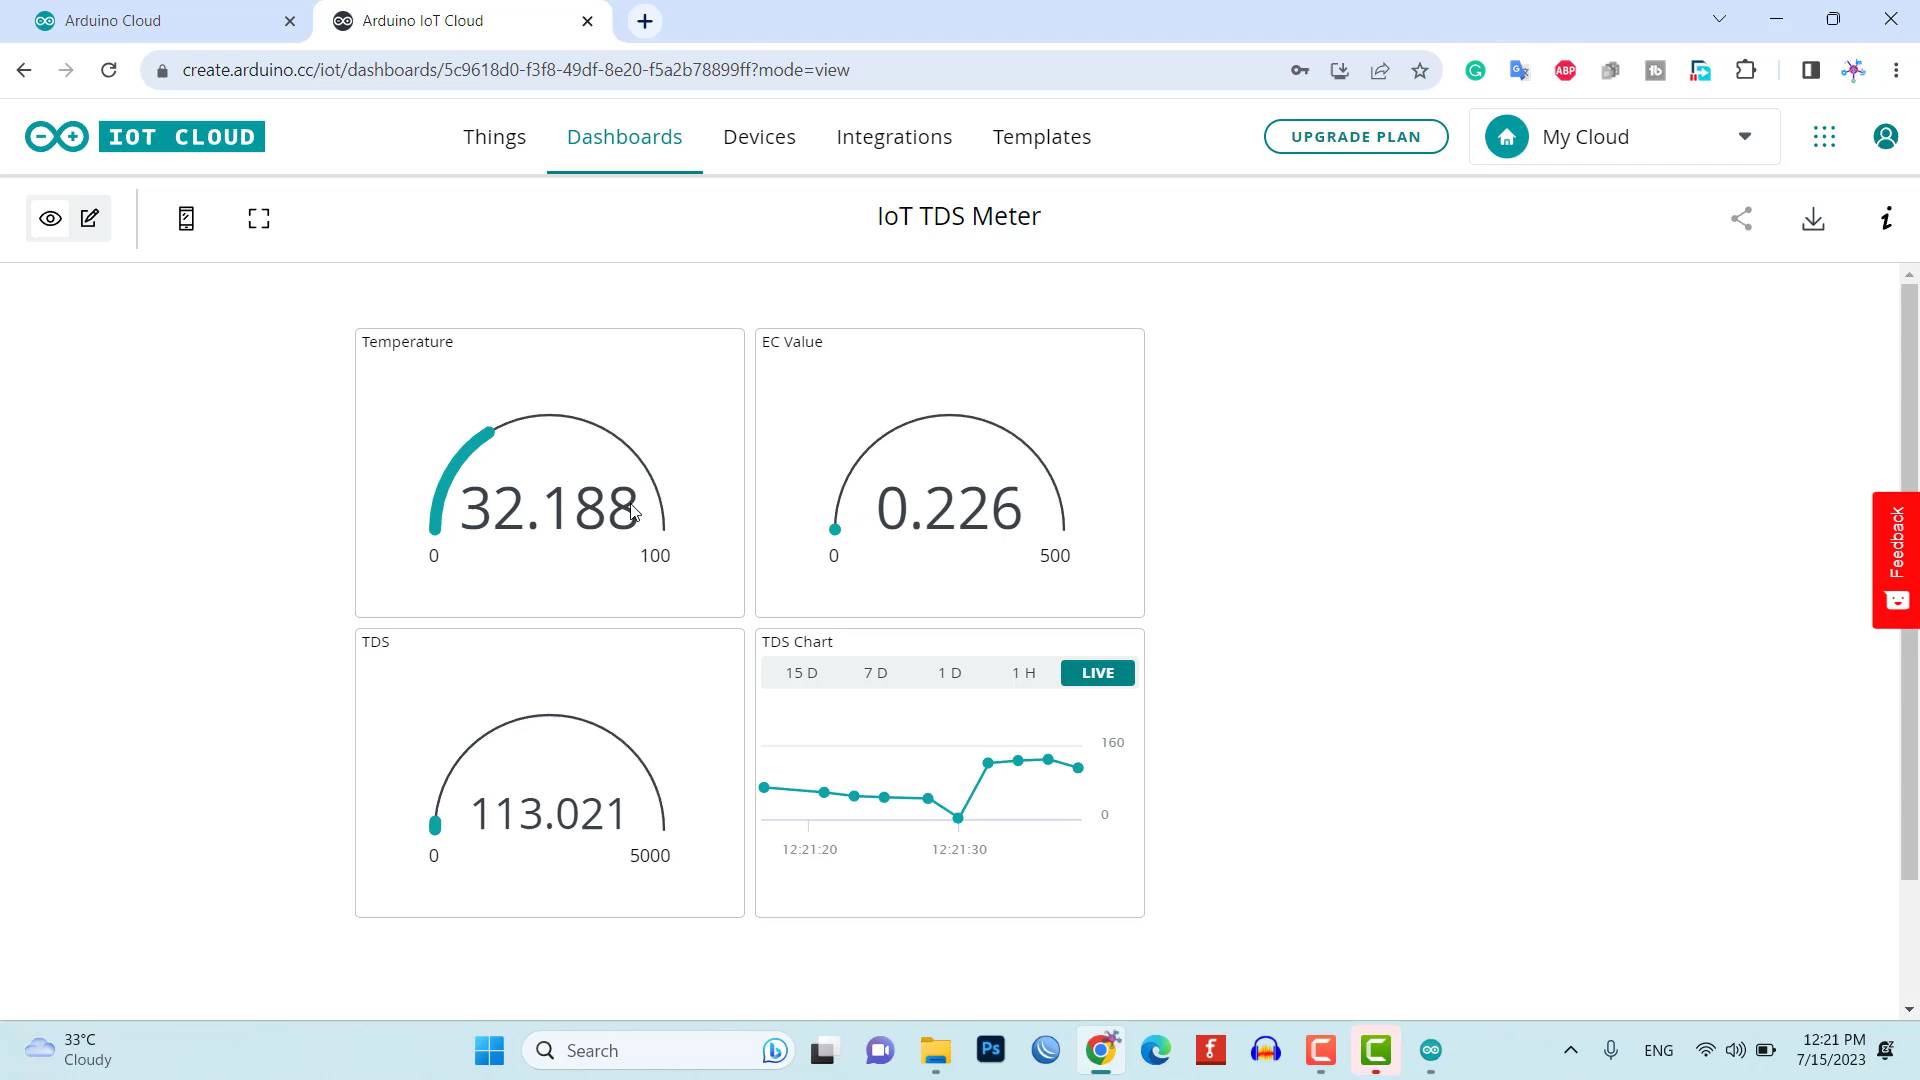 Arduino Cloud
Arduino IoT Cloud
create.arduino.cc/iot/dashboards/5c9618d0-f3f8-49df-8e20-f5a2b78899ff?mode=view
ABP
tb
IOT CLOUD
Things
Dashboards
Devices
Integrations
Templates
UPGRADE PLAN
My Cloud
IoT TDS Meter
i
Temperature
32.188
0
100
EC Value
0.226
0
500
TDS
113.021
0
5000
TDS Chart
15 D
7 D
1 D
1 H
LIVE
160
0
12:21:20
12:21:30
Feedback
33°C
Cloudy
Search
Ps
ENG
12:21 PM
7/15/2023